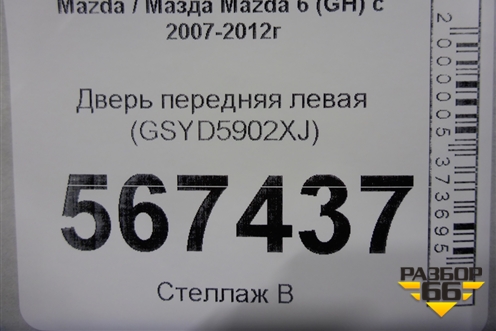 Mazda / Мазда Mazda 6 (GH) с
2007-2012г
Дверь передняя левая
(GSYD5902XJ)
567437
Стеллаж В
2000005373695
РАЗБОР
66